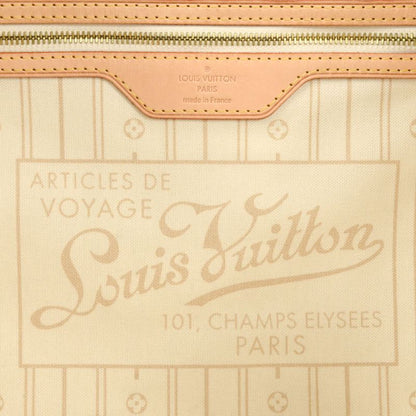 LOUIS VUITTON
PARIS
made in France
ARTICLES DE
VOYAGE
Louis Vuitton
101, CHAMPS ELYSEES
PARIS